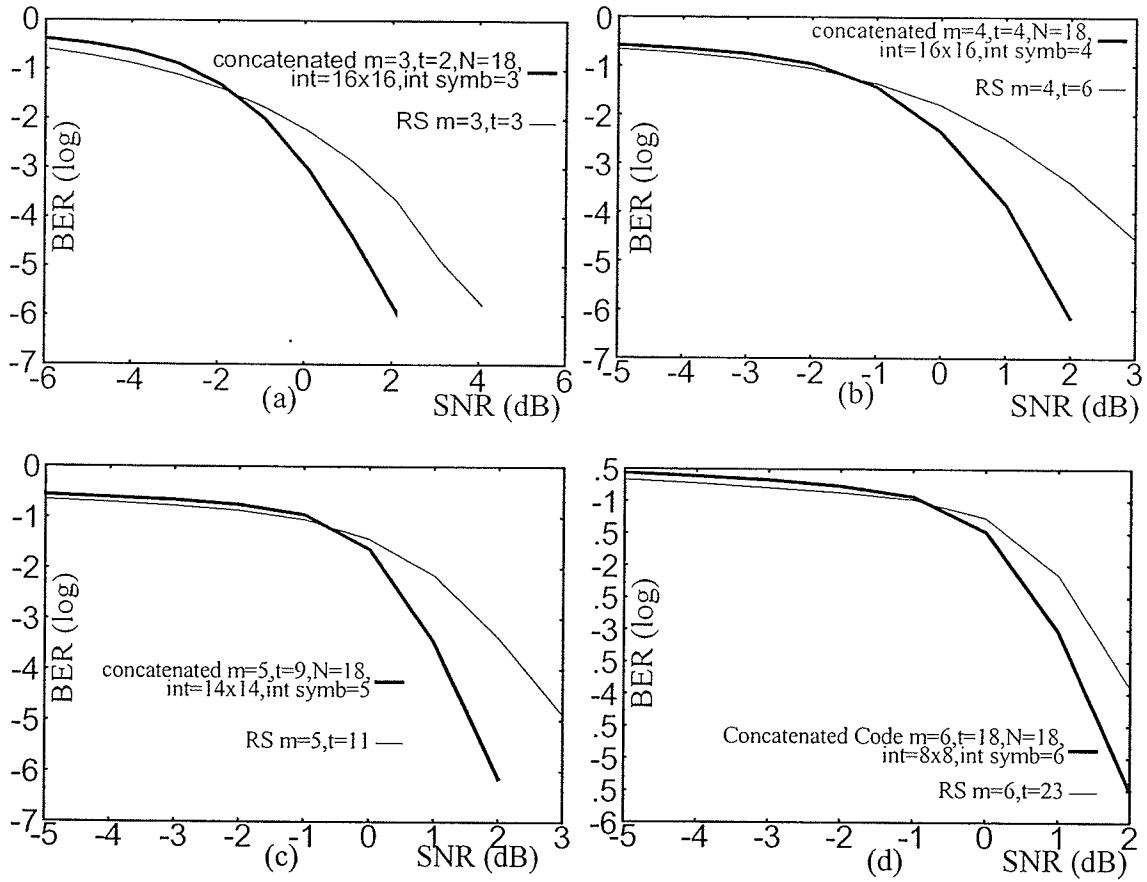 0
-1
-2
-3
-4
-5
-6
-7
BER (log)
concatenated m=3,t=2,N=18,
int=16x16,int symb=3
RS m=3,t=3
-6
-4
-2
0
2
4
6
(a)
SNR (dB)
0
-1
-2
-3
-4
-5
-6
-7
BER (log)
concatenated m=4,t=4,N=18,
int=16x16,int symb=4
RS m=4,t=6
-5
-4
-3
-2
-1
0
1
2
3
(b)
SNR (dB)
0
-1
-2
-3
-4
-5
-6
-7
BER (log)
concatenated m=5,t=9,N=18,
int=14x14,int symb=5
RS m=5,t=11
-5
-4
-3
-2
-1
0
1
2
3
(c)
SNR (dB)
.5
-1
.5
-2
.5
-3
.5
-4
.5
-5
.5
-6
BER (log)
Concatenated Code m=6,t=18,N=18,
int=8x8,int symb=6
RS m=6,t=23
-5
-4
-3
-2
-1
0
1
2
(d)
SNR (dB)